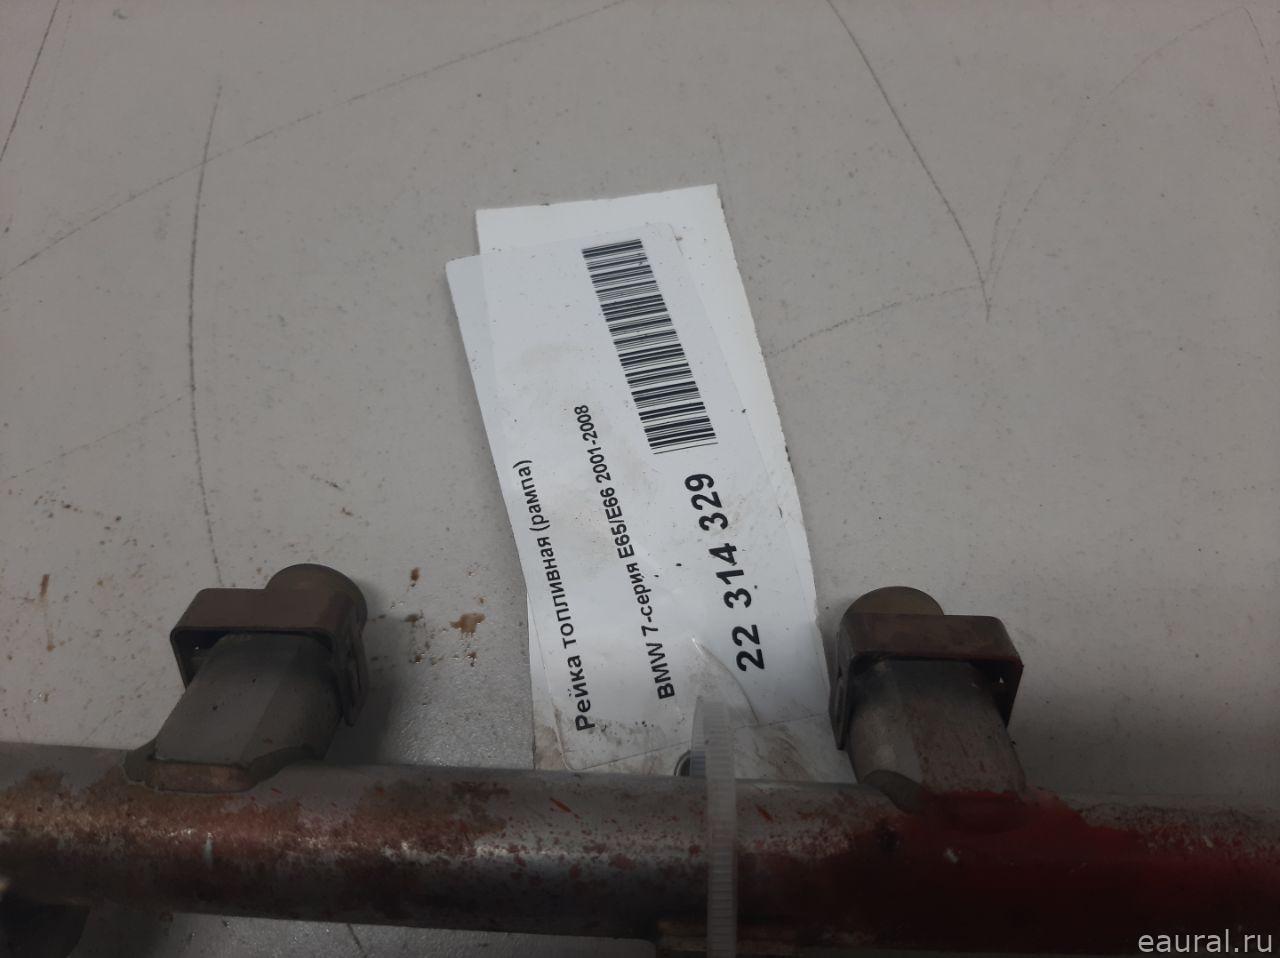 Рейка топливная (рампа)
BMW 7-серия E65/E66 2001-2008
22 314 329
eaural.ru